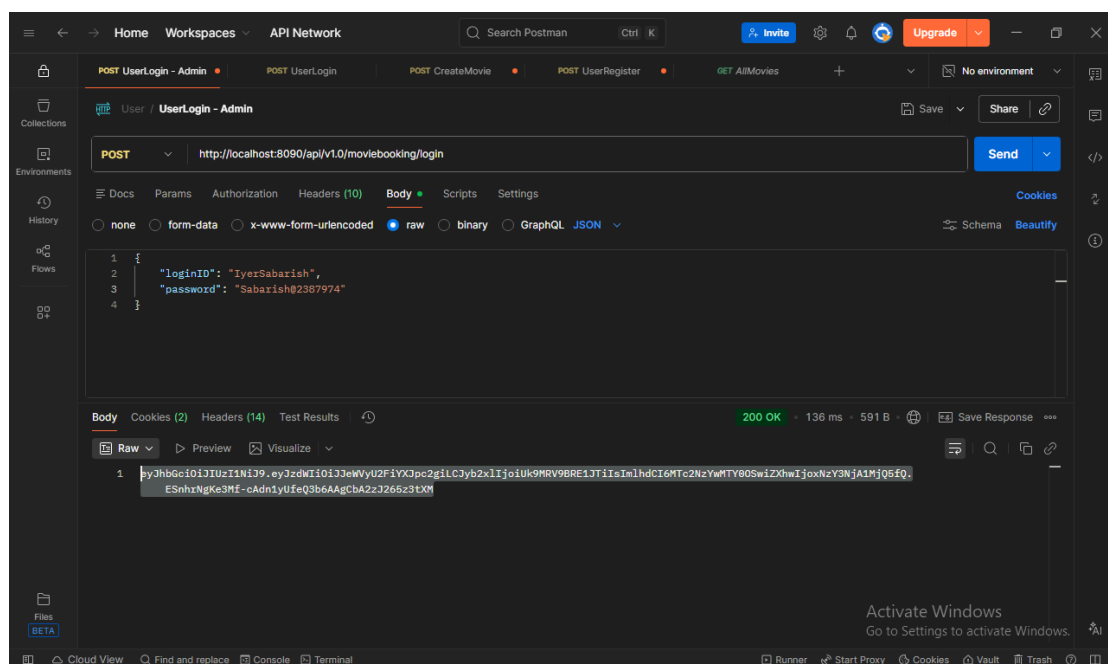 Home Workspaces API Network Search Postman Ctrl K Invite Upgrade
POST UserLogin - Admin POST UserLogin POST CreateMovie POST UserRegister GET AllMovies No environment
Collections
Environments
History
Flows
HTTP User / UserLogin - Admin Save Share
POST http://localhost:8090/api/v1.0/moviebooking/login Send
Docs Params Authorization Headers (10) Body Scripts Settings Cookies
none form-data x-www-form-urlencoded raw binary GraphQL JSON Schema Beautify
1 {
2 "loginID": "IyerSabarish",
3 "password": "Sabarish@2387974"
4 }
Body Cookies (2) Headers (14) Test Results 200 OK • 136 ms • 591 B Save Response
Raw Preview Visualize
1 eyJhbGciOiJIUzI1NiJ9.eyJzdWIiOiJJeWVyU2FiYXJpc2giLCJyb2xlIjoiUk9MRV9BRE1JTiIsImlhdCI6MTc2NzYwMTY0OSwiZXhwIjoxNzY3NjA1MjQ5fQ.
ESnhrNgKe3Mf-cAdn1yUfeQ3b6AAgCbA2zJ265z3tXM
Files
BETA
Activate Windows
Go to Settings to activate Windows.
AI
Cloud View Find and replace Console Terminal Runner Start Proxy Cookies Vault Trash